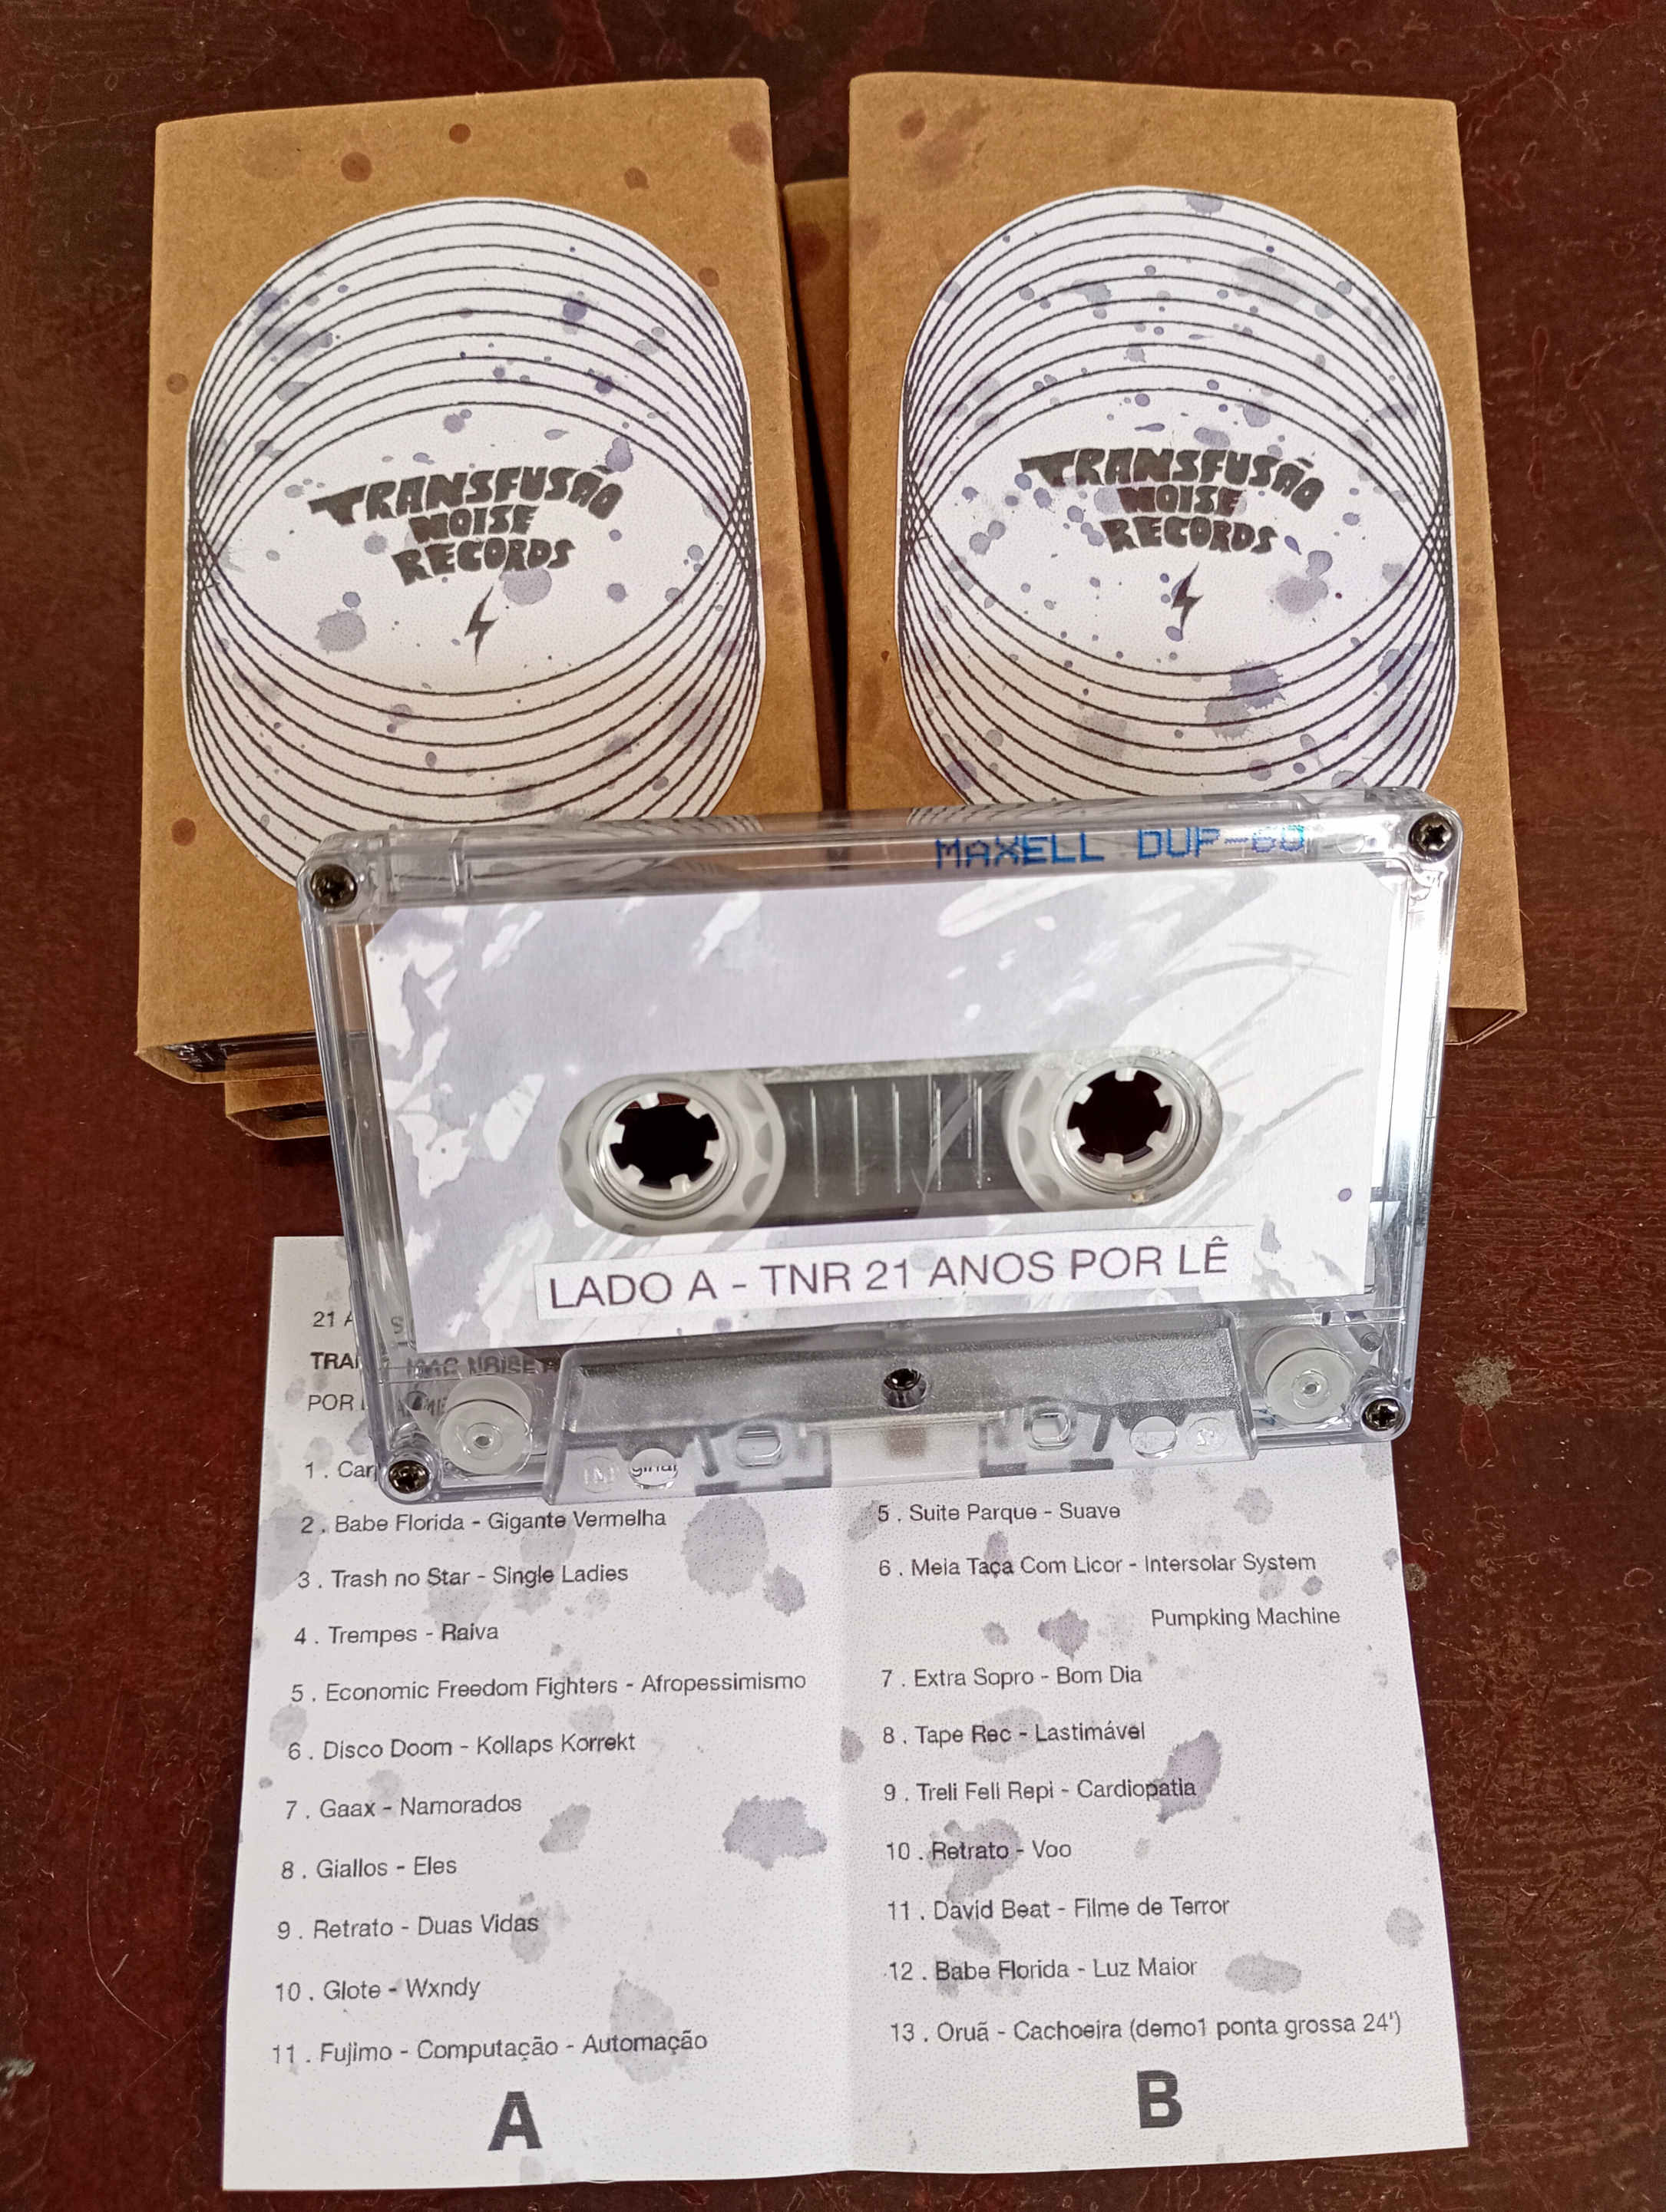 TRANSFUSÃO
NOISE
RECORDS
TRANSFUSÃO
NOISE
RECORDS
MAXELL DUP-60
LADO A - TNR 21 ANOS POR LÊ
21
POR
1 .
2 . Babe Florida - Gigante Vermelha
3 . Trash no Star - Single Ladies
4 . Trempes - Raiva
5 . Economic Freedom Fighters - Afropessimismo
6 . Disco Doom - Kollaps Korrekt
7 . Gaax - Namorados
8 . Giallos - Eles
9 . Retrato - Duas Vidas
10 . Glote - Wxndy
11 . Fujimo - Computação - Automação
A
5 . Suite Parque - Suave
6 . Meia Taça Com Licor - Intersolar System
Pumpking Machine
7 . Extra Sopro - Bom Dia
8 . Tape Rec - Lastimável
9 . Treli Feli Repi - Cardiopatia
10 . Retrato - Voo
11 . David Beat - Filme de Terror
12 . Babe Florida - Luz Maior
13 . Oruã - Cachoeira (demo1 ponta grossa 24')
B